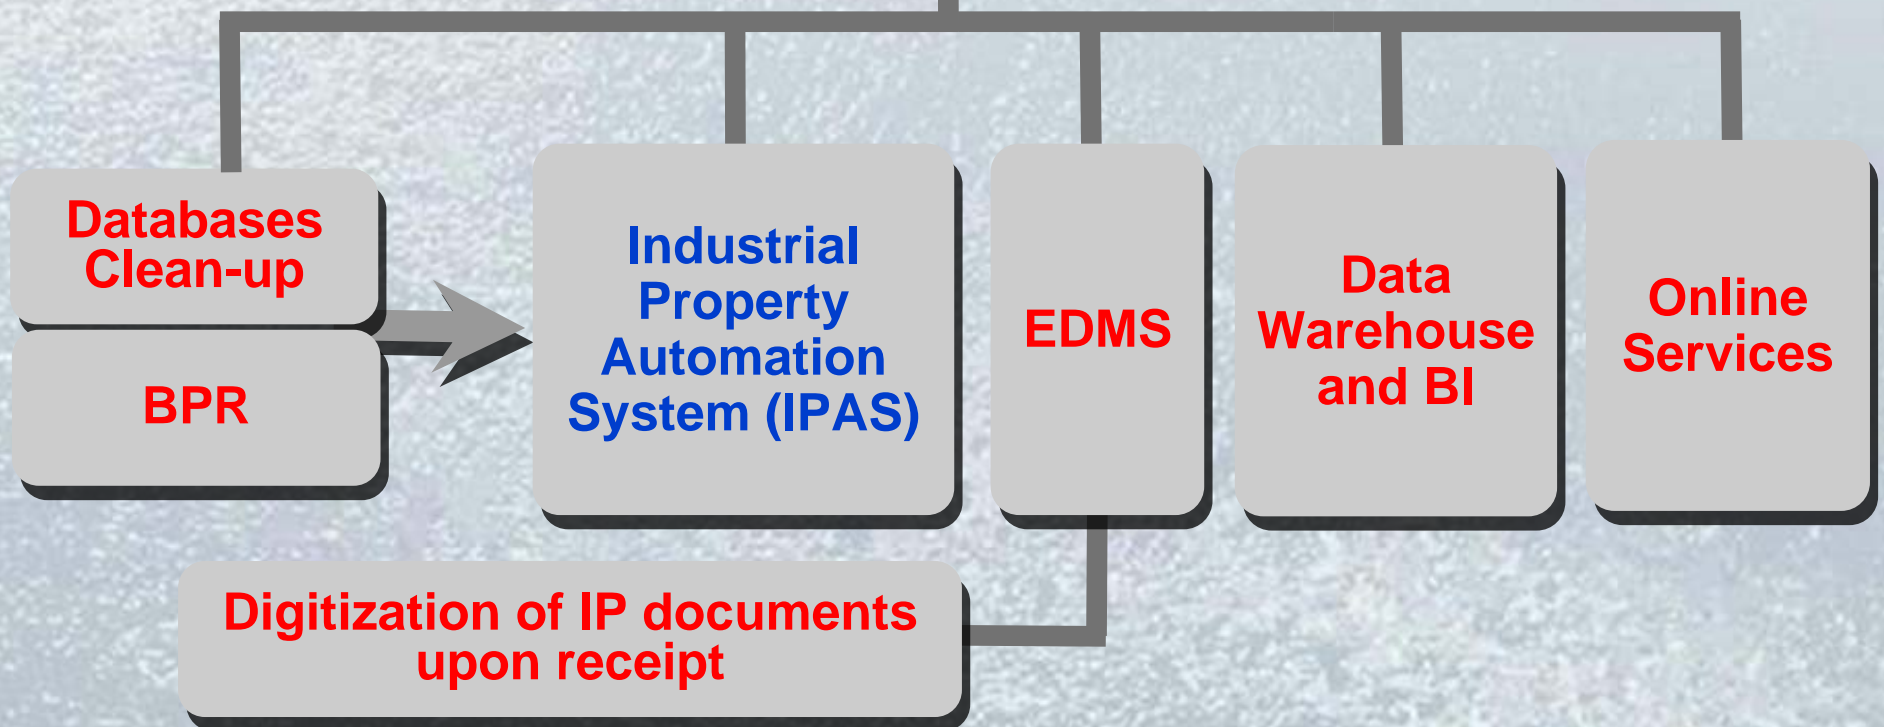 Databases
Clean-up
BPR
Industrial
Property
Automation
System (IPAS)
EDMS
Data
Warehouse
and BI
Online
Services
Digitization of IP documents
upon receipt